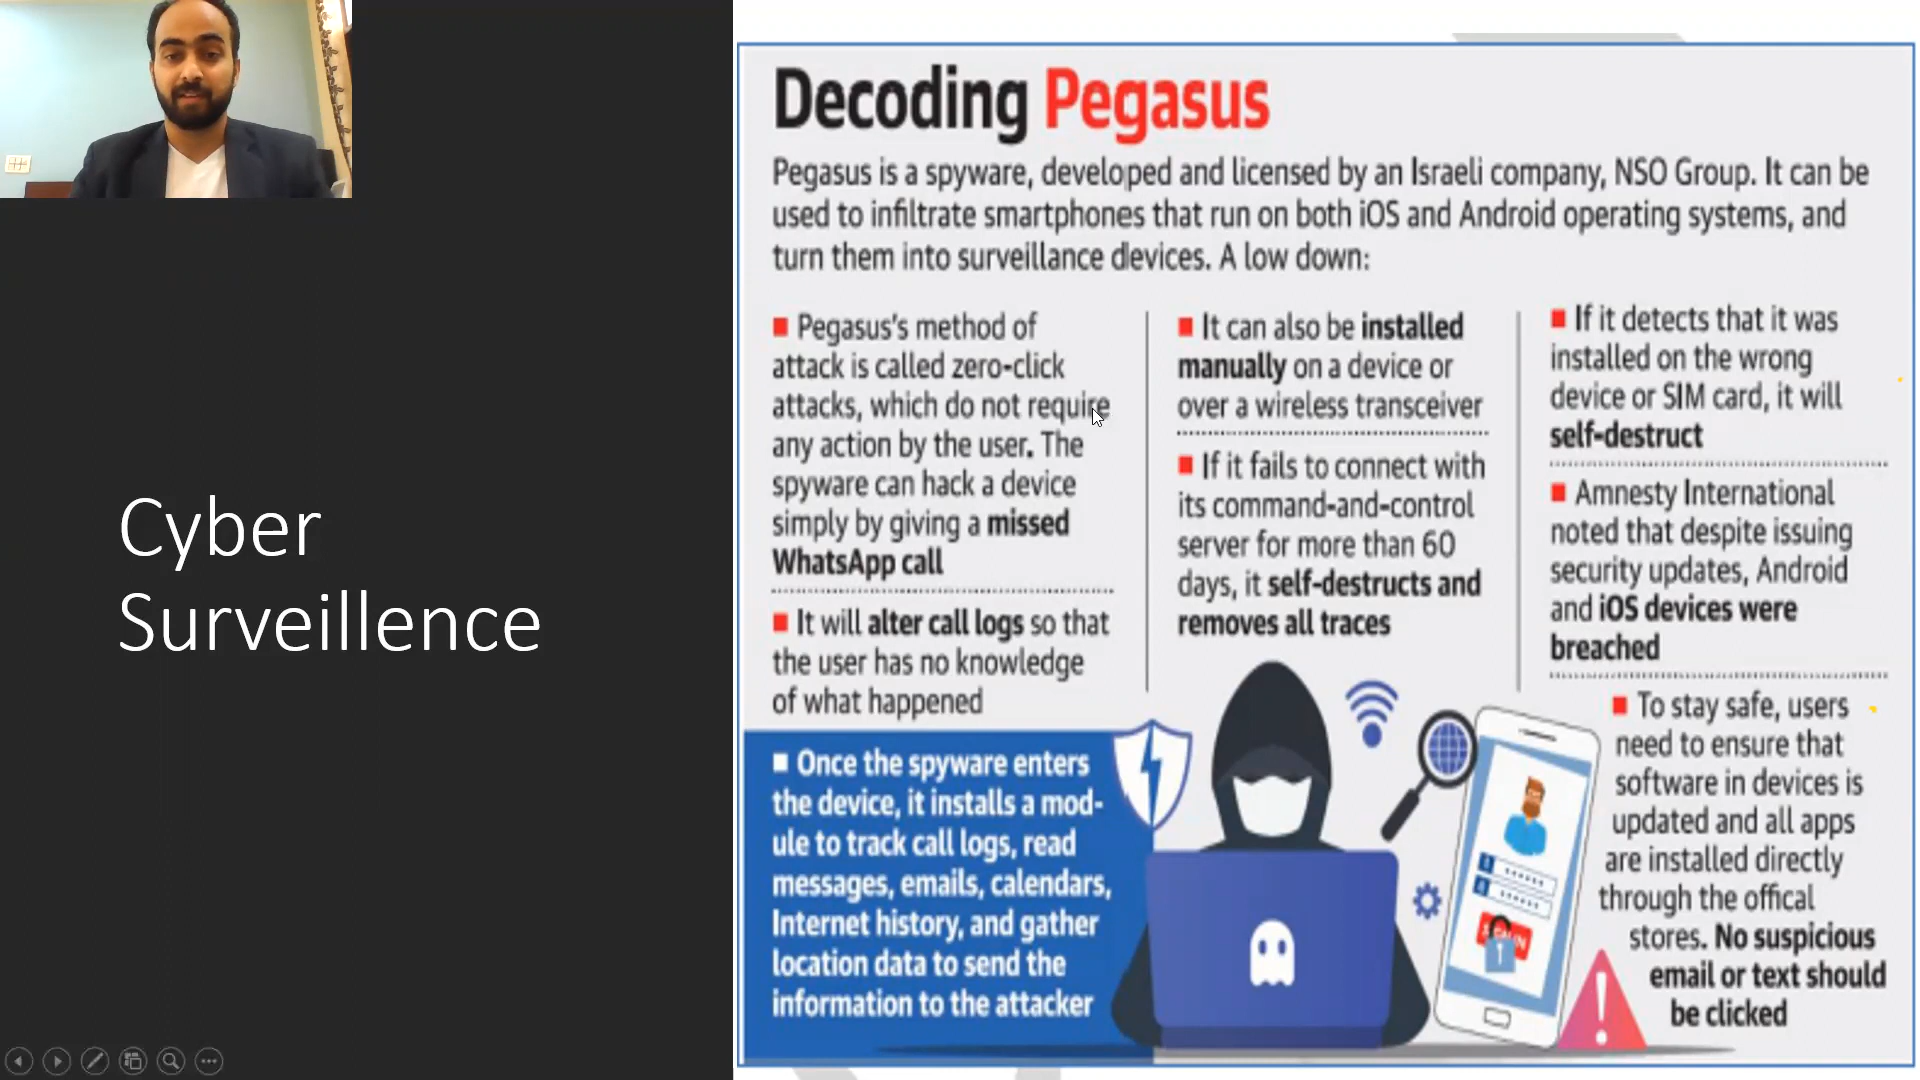 Cyber
Surveillence
Decoding Pegasus
Pegasus is a spyware, developed and licensed by an Israeli company, NSO Group. It can be
used to infiltrate smartphones that run on both iOS and Android operating systems, and
turn them into surveillance devices. A low down:
Pegasus's method of
attack is called zero-click
attacks, which do not require
any action by the user. The
spyware can hack a device
simply by giving a missed
WhatsApp call
It will alter call logs so that
the user has no knowledge
of what happened
Once the spyware enters
the device, it installs a mod-
ule to track call logs, read
messages, emails, calendars,
Internet history, and gather
location data to send the
information to the attacker
It can also be installed
manually on a device or
over a wireless transceiver
If it fails to connect with
its command-and-control
server for more than 60
days, it self-destructs and
removes all traces
If it detects that it was
installed on the wrong
device or SIM card, it will
self-destruct
Amnesty International
noted that despite issuing
security updates, Android
and iOS devices were
breached
To stay safe, users
need to ensure that
software in devices is
updated and all apps
are installed directly
through the offical
stores. No suspicious
email or text should
be clicked